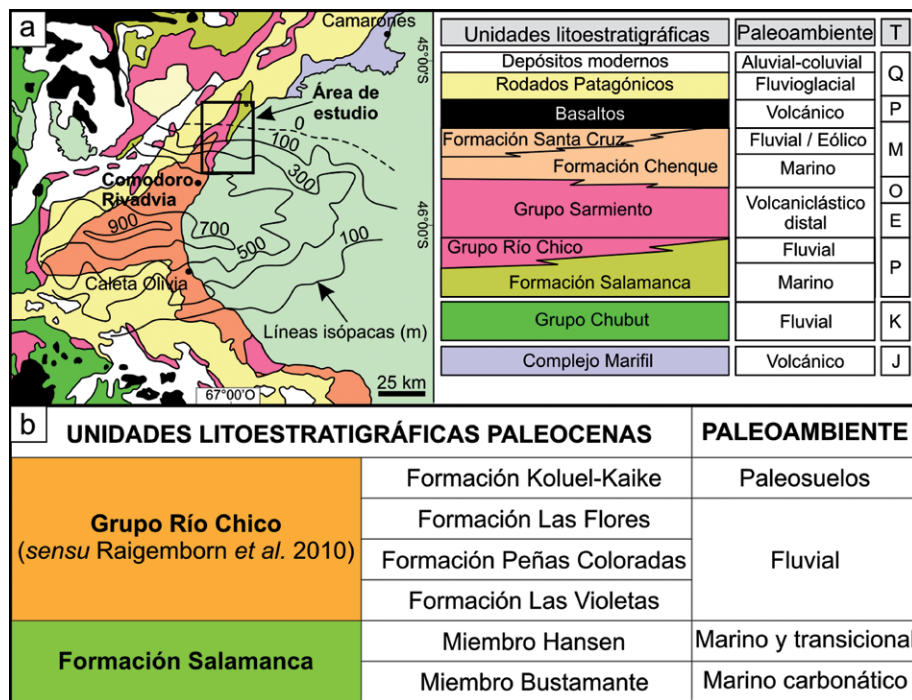 a
Camarones
45°00'S
Área de
estudio
0
100
300
Comodoro
Rivadvia
900
700
500
100
46°00'S
Caleta Olivia
Líneas isópacas (m)
67°00'O
25 km
Unidades litoestratigráficas Paleoambiente T
Depósitos modernos Aluvial-coluvial Q
Rodados Patagónicos Fluvioglacial
Basaltos Volcánico P
Formación Santa Cruz Fluvial / Eólico M
Formación Chenque Marino
Grupo Sarmiento Volcaniclástico distal O E
Grupo Río Chico Fluvial P
Formación Salamanca Marino
Grupo Chubut Fluvial K
Complejo Marifil Volcánico J
b
UNIDADES LITOESTRATIGRÁFICAS PALEOCENAS PALEOAMBIENTE
Grupo Río Chico
(sensu Raigemborn et al. 2010)
Formación Koluel-Kaike Paleosuelos
Formación Las Flores
Formación Peñas Coloradas Fluvial
Formación Las Violetas
Formación Salamanca
Miembro Hansen Marino y transicional
Miembro Bustamante Marino carbonático